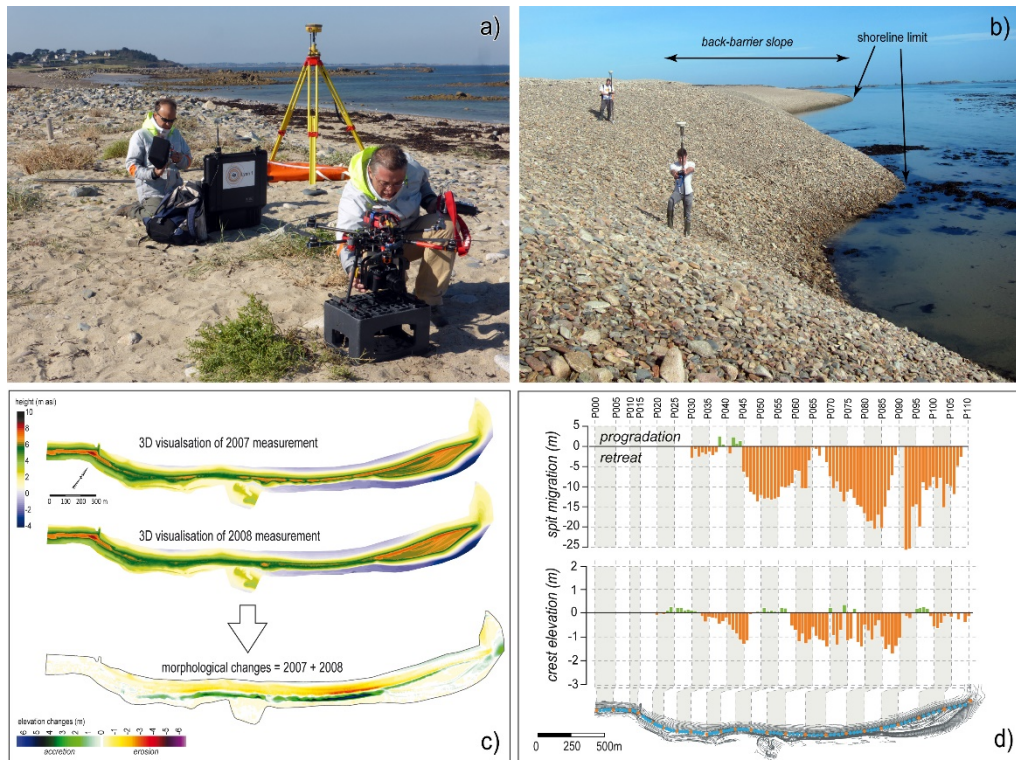 a)
b)
back-barrier slope
shoreline limit
height (m asl)
10
8
6
4
2
0
-2
-4
3D visualsation of 2007 measurement
0 100 200 300 m
3D visualisation of 2008 measurement
morphological changes = 2007 + 2008
elevation changes (m)
6 5 4 3 2 1 0 -1 -2 -3 -4 -5 -6
accretion erosion
c)
P000 P005 P010 P015 P020 P025 P030 P035 P040 P045 P050 P055 P060 P065 P070 P075 P080 P085 P090 P095 P100 P105 P110
spit migration (m)
5
0
-5
-10
-15
-20
-25
progradation
retreat
crest elevation (m)
2
1
0
-1
-2
-3
0 250 500m
d)